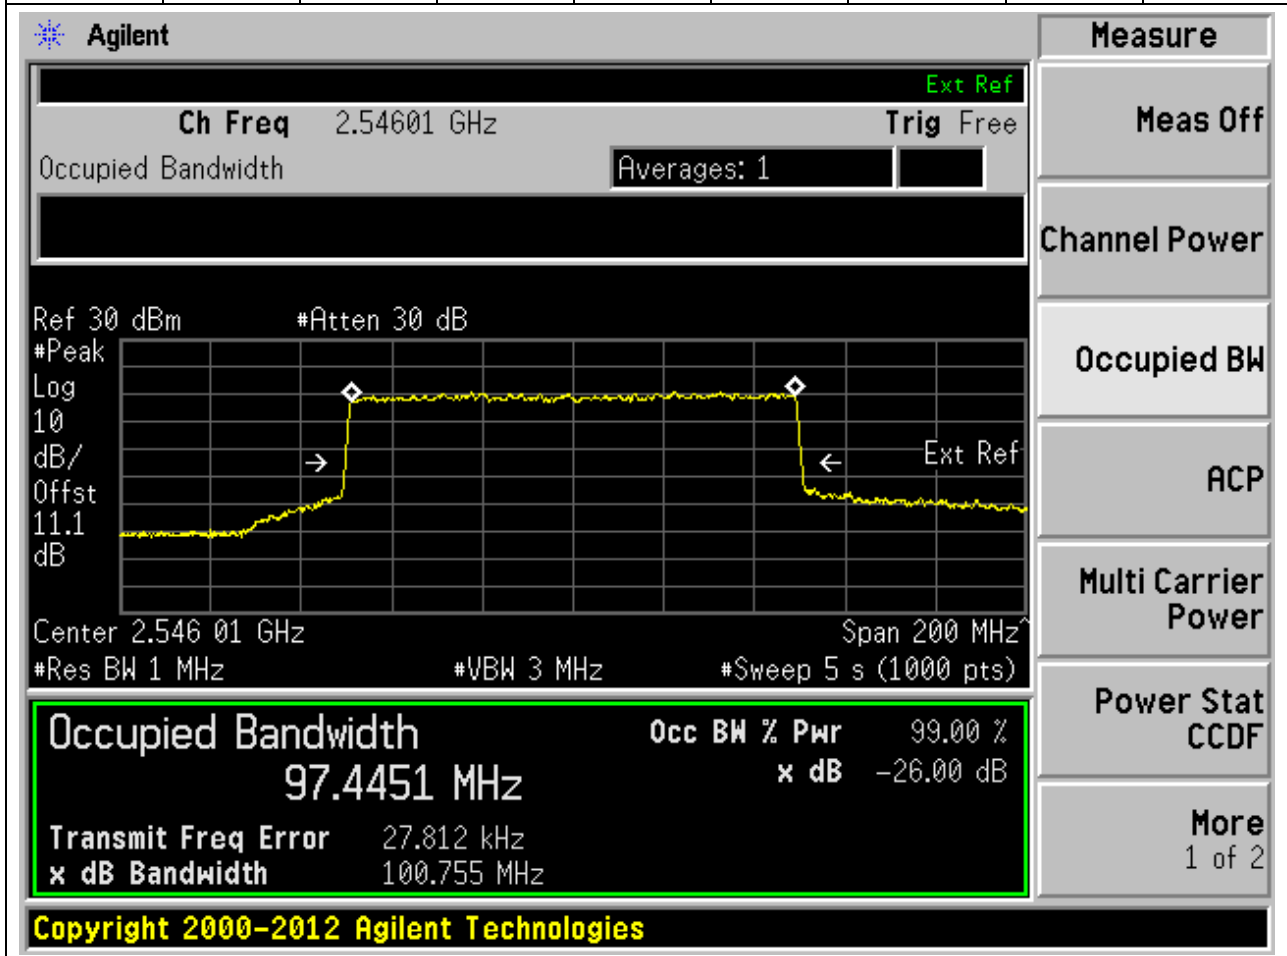 Agilent
Measure
Ext Ref
Ch Freq 2.54601 GHz Trig Free
Meas Off
Occupied Bandwidth Averages: 1
Channel Power
Ref 30 dBm #Atten 30 dB
#Peak
Log
10
dB/
Offst
11.1
dB
Ext Ref
Occupied BW
ACP
Center 2.546 01 GHz Span 200 MHz^
#Res BW 1 MHz #VBW 3 MHz #Sweep 5 s (1000 pts)
Multi Carrier
Power
Occupied Bandwidth Occ BW % Pwr 99.00 %
97.4451 MHz x dB -26.00 dB
Power Stat
CCDF
Transmit Freq Error 27.812 kHz
x dB Bandwidth 100.755 MHz
More
1 of 2
Copyright 2000-2012 Agilent Technologies